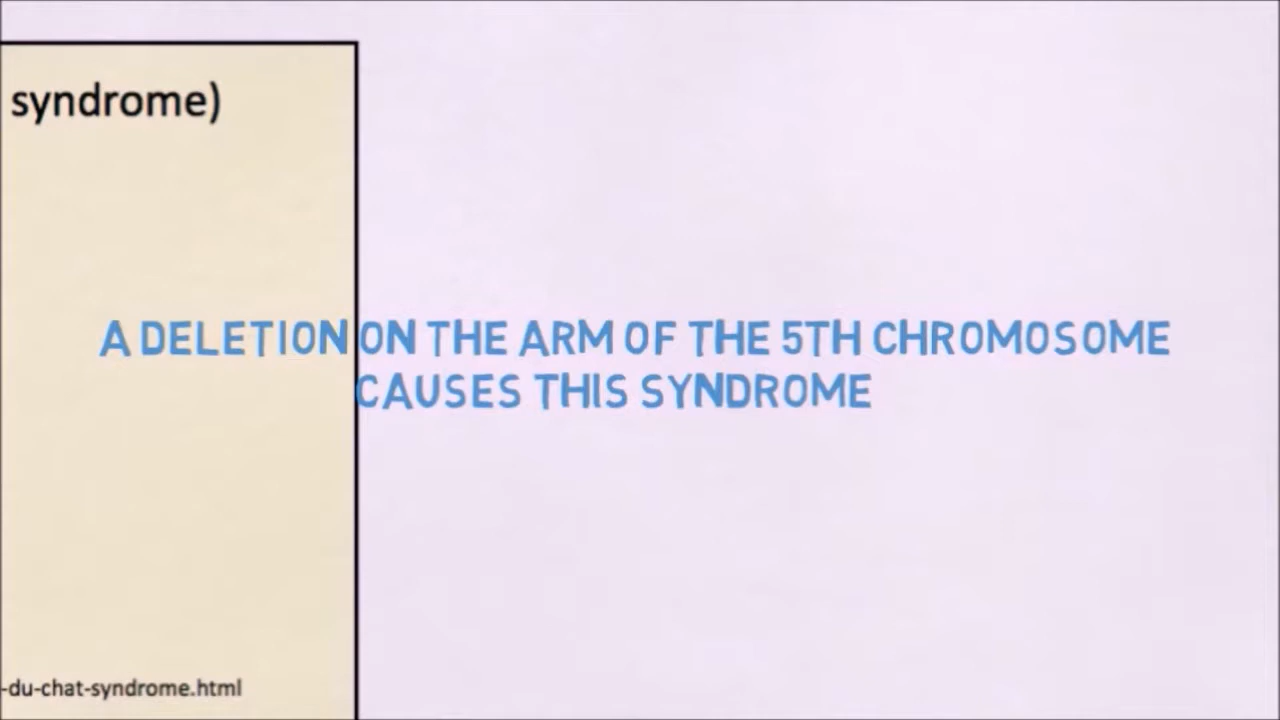 syndrome)
A DELETION ON THE ARM OF THE 5TH CHROMOSOME
CAUSES THIS SYNDROME
-du-chat-syndrome.html